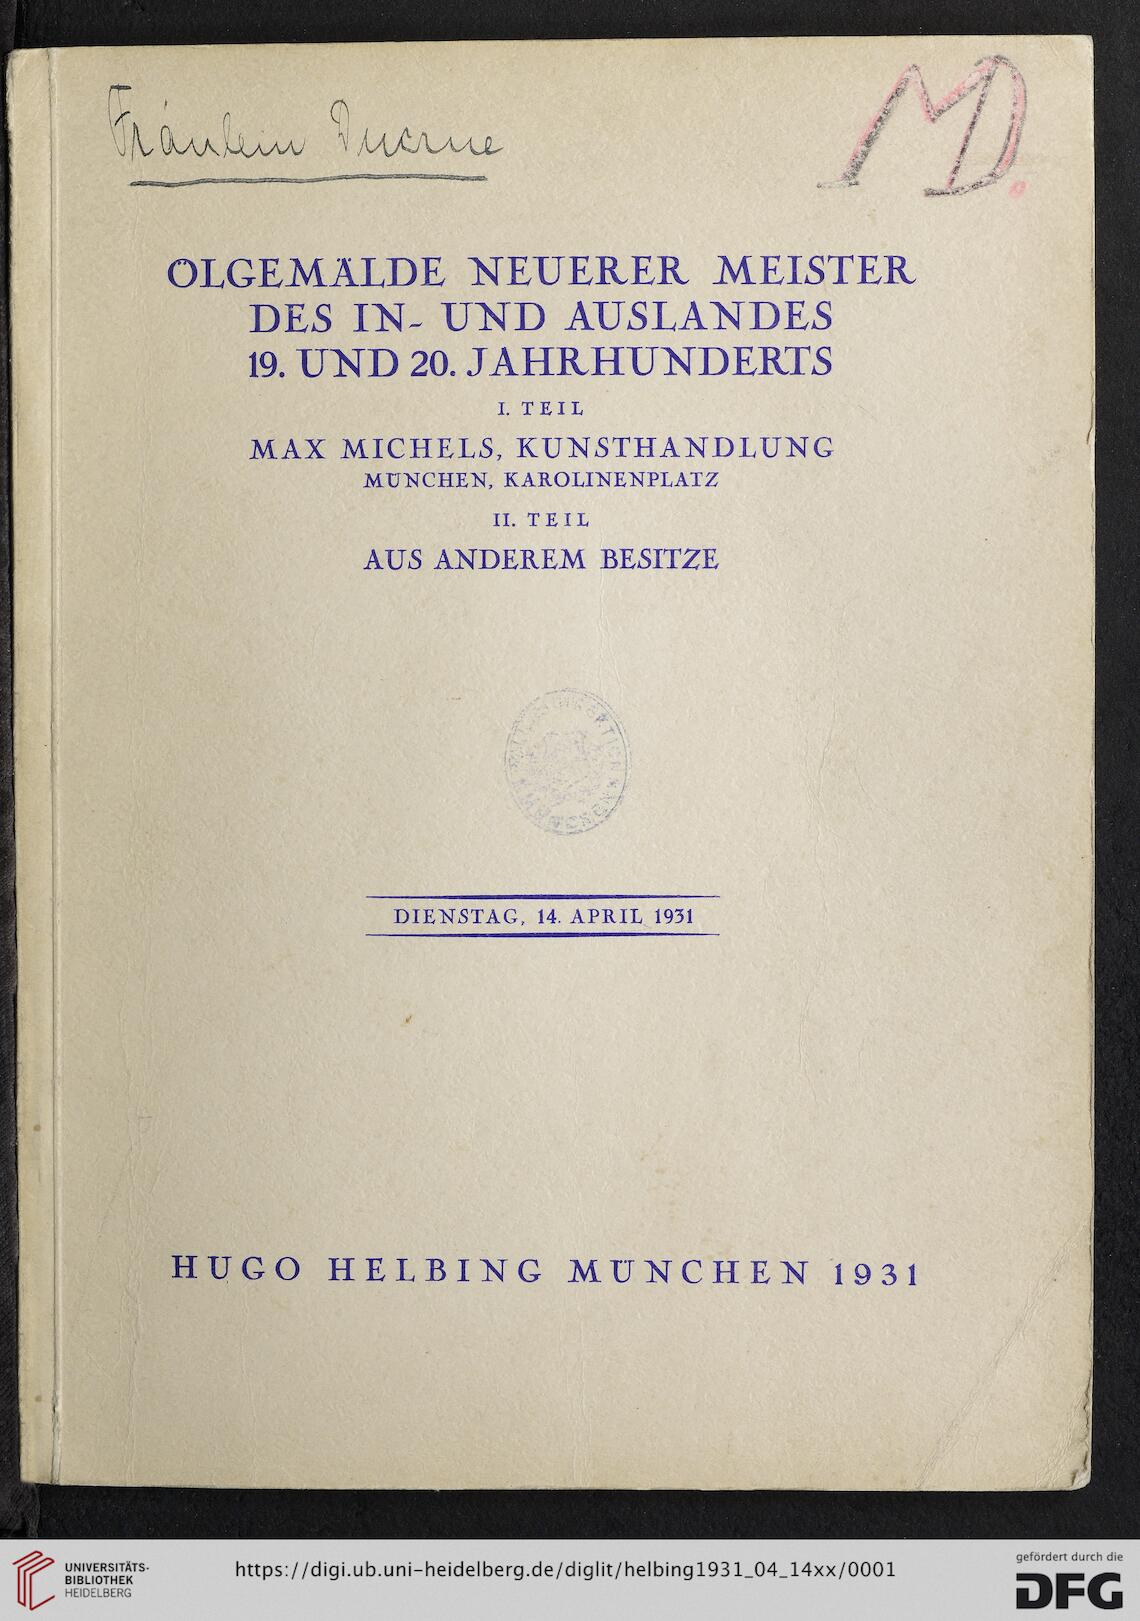 Fräulein
MD.
ÖLGEMÄLDE NEUERER MEISTER
DES IN- UND AUSLANDES
19. UND 20. JAHRHUNDERTS
I. TEIL
MAX MICHELS, KUNSTHANDLUNG
MÜNCHEN, KAROLINENPLATZ
II. TEIL
AUS ANDEREM BESITZE
DIENSTAG, 14. APRIL 1931
HUGO HELBING MÜNCHEN 1931
UNIVERSITÄTS-
BIBLIOTHEK
HEIDELBERG
https://digi.ub.uni-heidelberg.de/diglit/helbing1931_04_14xx/0001
gefördert durch die
DFG